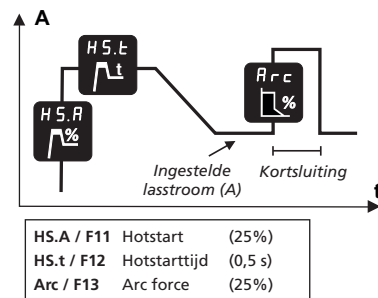 A
HS.t
t
HS.A
%
Arc
%
Ingestelde
lasstroom (A)
Kortsluiting
t
HS.A / F11 Hotstart (25%)
HS.t / F12 Hotstarttijd (0,5 s)
Arc / F13 Arc force (25%)